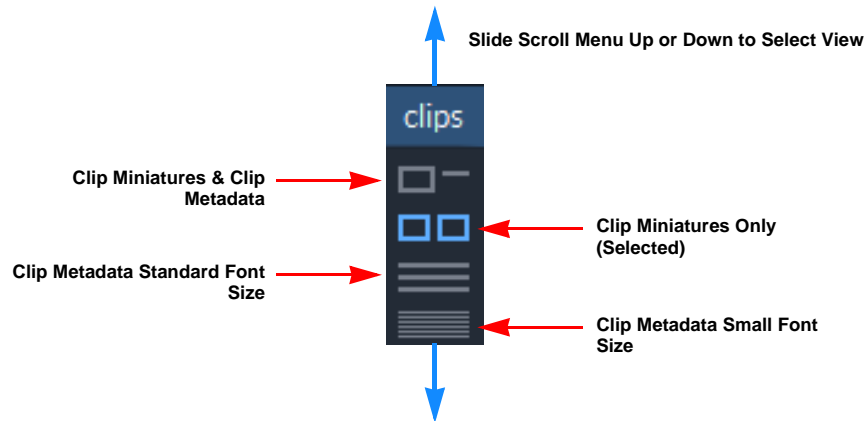 Slide Scroll Menu Up or Down to Select View
clips
Clip Miniatures & Clip
Metadata
Clip Miniatures Only
(Selected)
Clip Metadata Standard Font
Size
Clip Metadata Small Font
Size